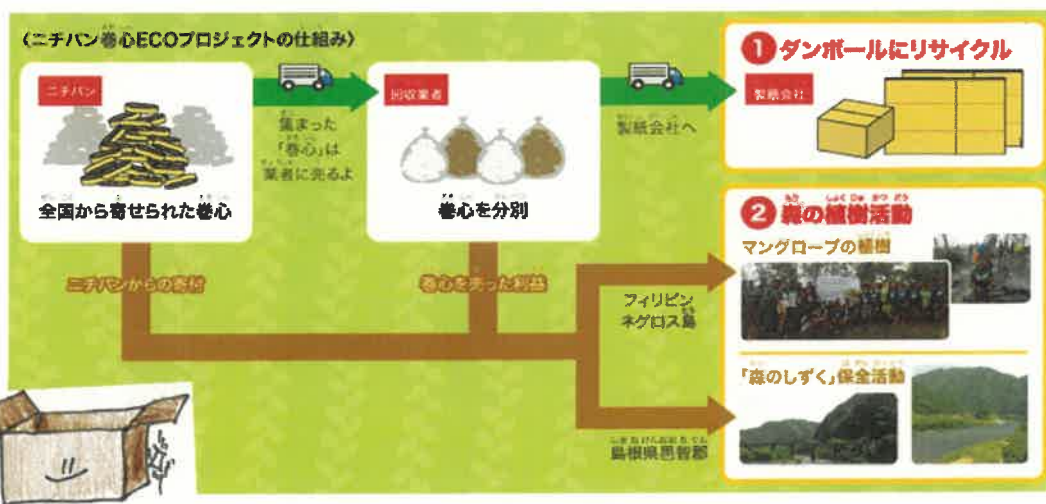 〈ニチバン巻心ECOプロジェクトの仕組み〉
ニチバン
全国から寄せられた巻心
集まった
「巻心」は
業者に売るよ
回収業者
巻心を分別
製紙会社へ
1 ダンボールにリサイクル
製紙会社
2 森の植樹活動
マングローブの植樹
ニチバンからの寄付
巻心を売った利益
フィリピン
ネグロス島
「森のしずく」保全活動
島根県邑智郡